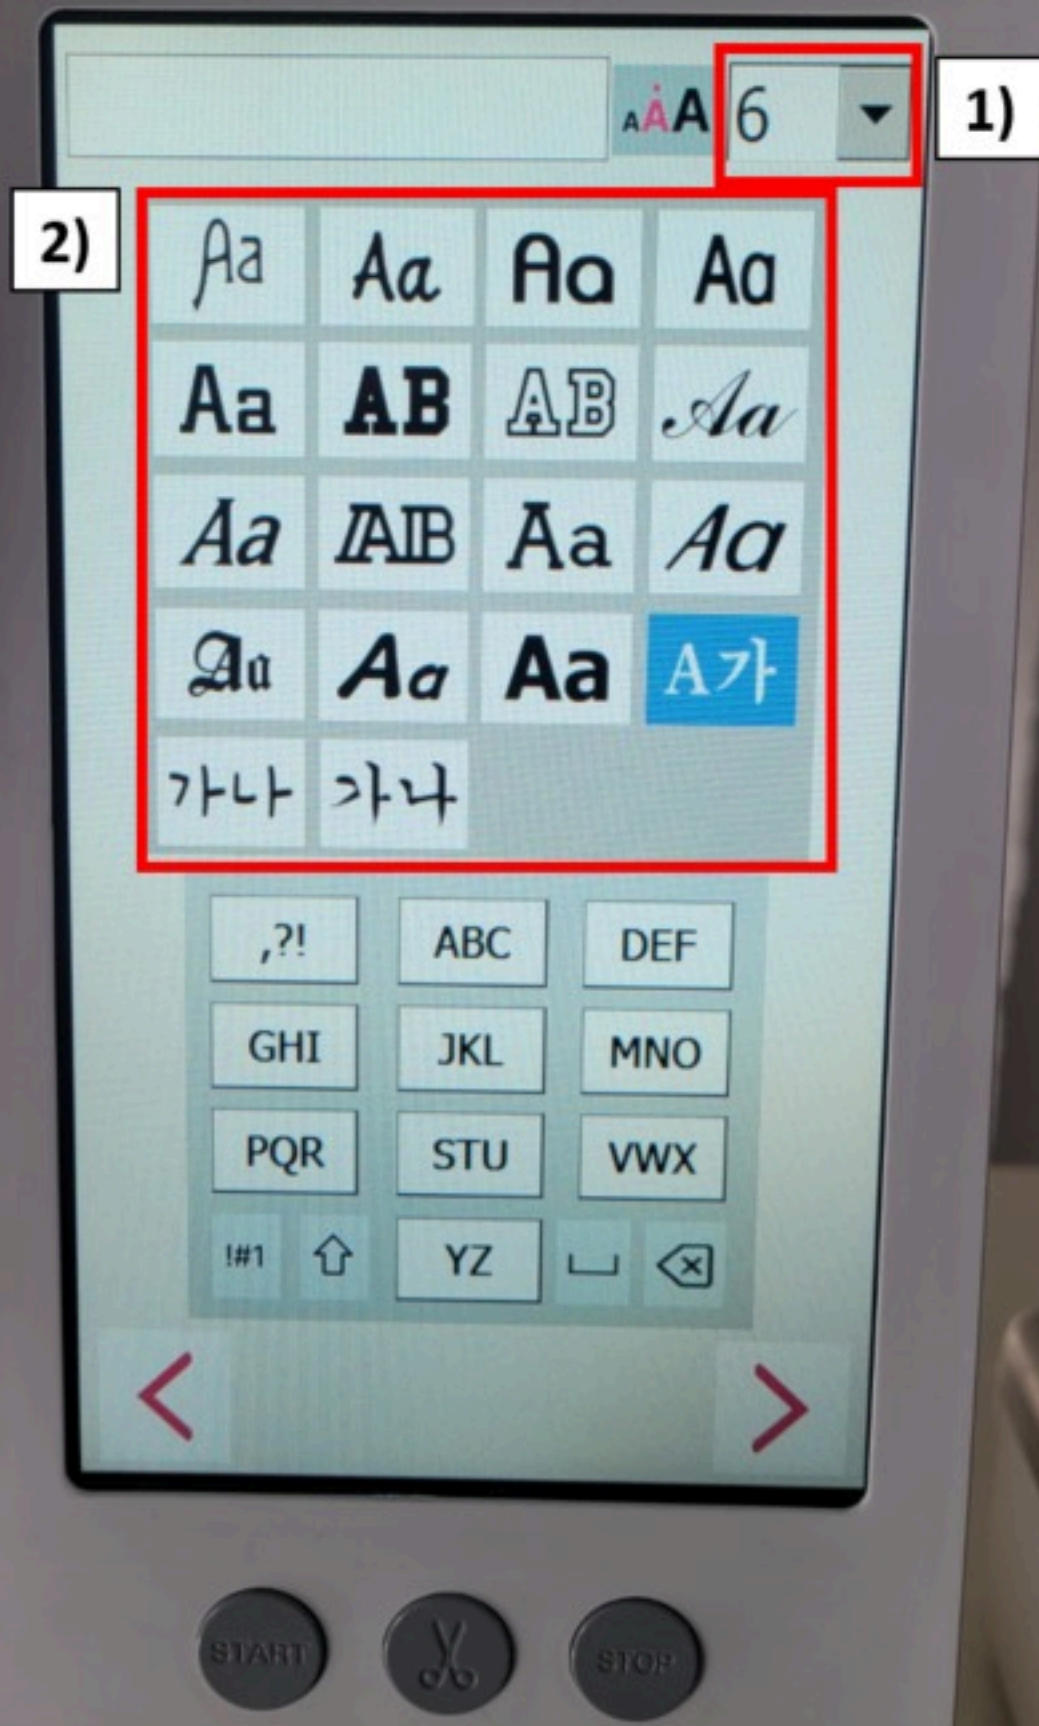 AAA 6 1)
2)
Aa Aa Aa Aa
Aa AB AB Aa
Aa AB Aa Aa
Aa Aa Aa A가
가나 가나
,?! ABC DEF
GHI JKL MNO
PQR STU VWX
!#1 YZ
START STOP